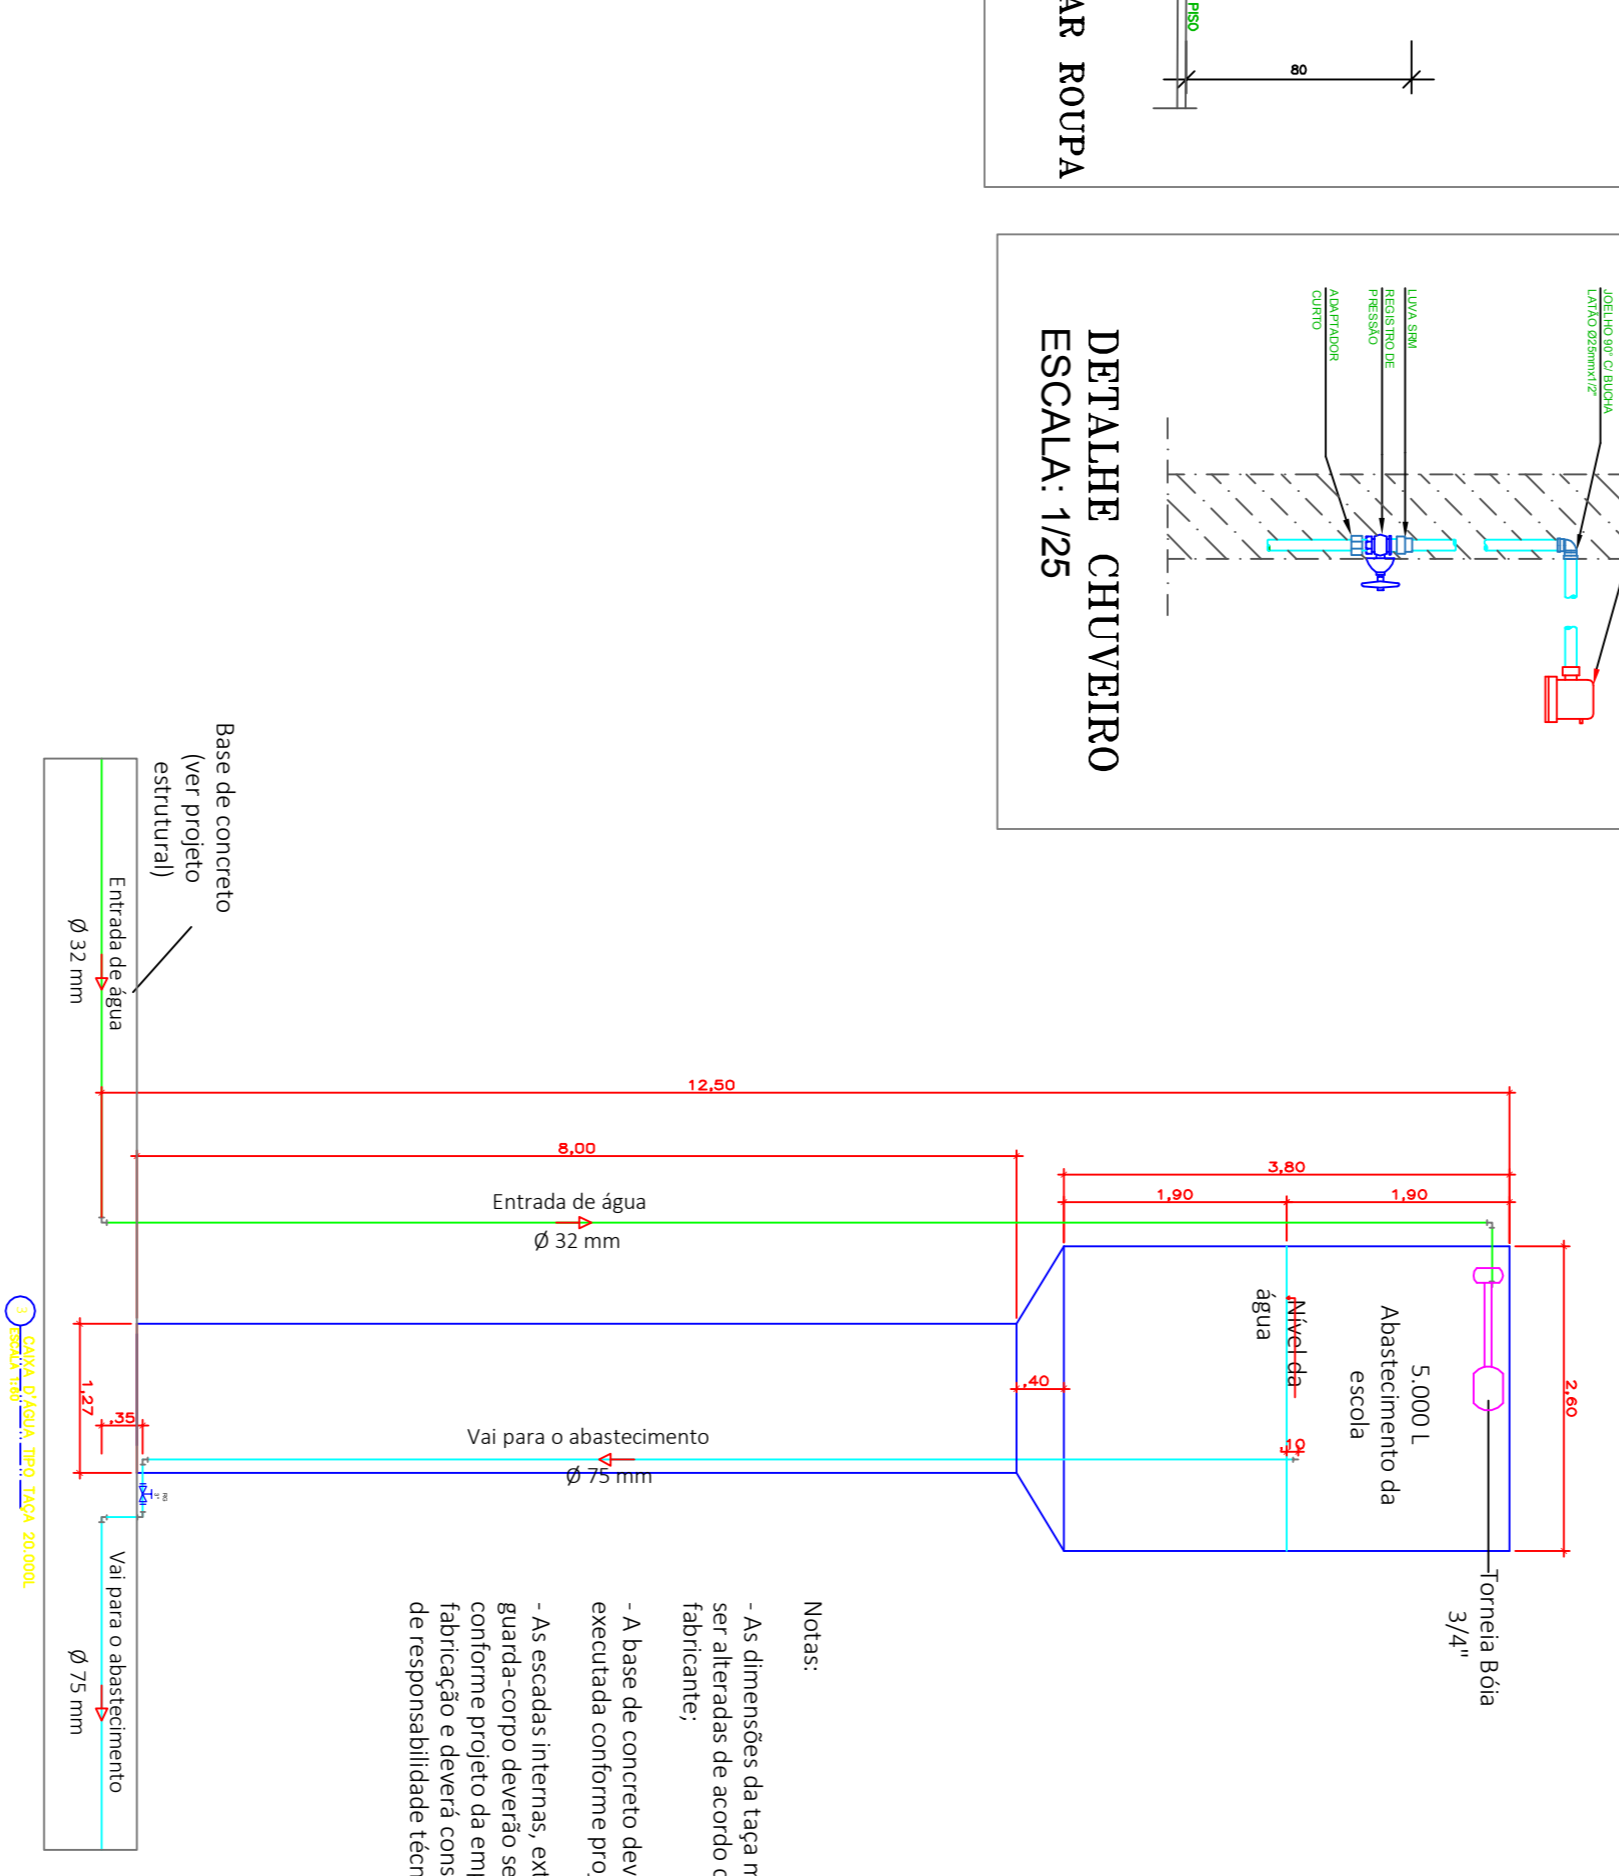 AR ROUPA
PISO
80
JOELHO 90° C/ BUCHA
LATÃO Ø25mmx1/2"
LUVA SRM
REGISTRO DE
PRESSÃO
ADAPTADOR
CURTO
DETALHE CHUVEIRO
ESCALA: 1/25
Base de concreto
(ver projeto
estrutural)
Entrada de água
Ø 32 mm
12,50
8,00
3,80
1,90
1,90
Entrada de água
Ø 32 mm
2,60
5.000 L
Abastecimento da
escola
Nível da
água
,40
10
Vai para o abastecimento
Ø 75 mm
1,27
,35
Torneia Bóia
3/4"
Vai para o abastecimento
Ø 75 mm
3
CAIXA D'ÁGUA TIPO TAÇA 20.000L
ESCALA 1:60
Notas:
- As dimensões da taça m
ser alteradas de acordo c
fabricante;
- A base de concreto dev
executada conforme pro
- As escadas internas, ext
guarda-corpo deverão se
conforme projeto da emp
fabricação e deverá cons
de responsabilidade técn